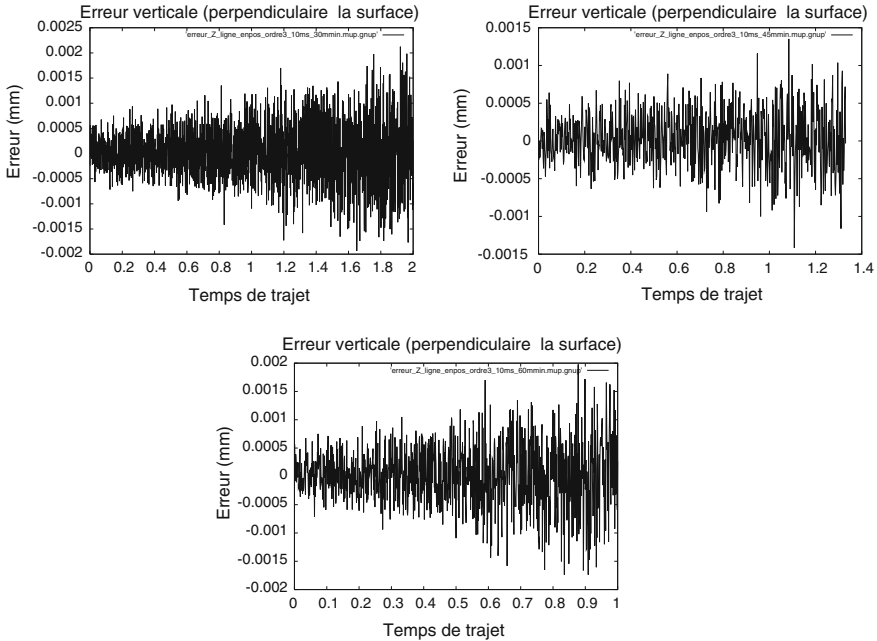 Erreur verticale (perpendiculaire la surface)
'erreur_Z_ligne_enpos_ordre3_10ms_30mmin.mup.gnup'
Erreur (mm)
0.0025
0.002
0.0015
0.001
0.0005
0
-0.0005
-0.001
-0.0015
-0.002
0 0.2 0.4 0.6 0.8 1 1.2 1.4 1.6 1.8 2
Temps de trajet
Erreur verticale (perpendiculaire la surface)
'erreur_Z_ligne_enpos_ordre3_10ms_45mmin.mup.gnup'
Erreur (mm)
0.0015
0.001
0.0005
0
-0.0005
-0.001
-0.0015
0 0.2 0.4 0.6 0.8 1 1.2 1.4
Temps de trajet
Erreur verticale (perpendiculaire la surface)
'erreur_Z_ligne_enpos_ordre3_10ms_60mmin.mup.gnup'
Erreur (mm)
0.002
0.0015
0.001
0.0005
0
-0.0005
-0.001
-0.0015
-0.002
0 0.1 0.2 0.3 0.4 0.5 0.6 0.7 0.8 0.9 1
Temps de trajet